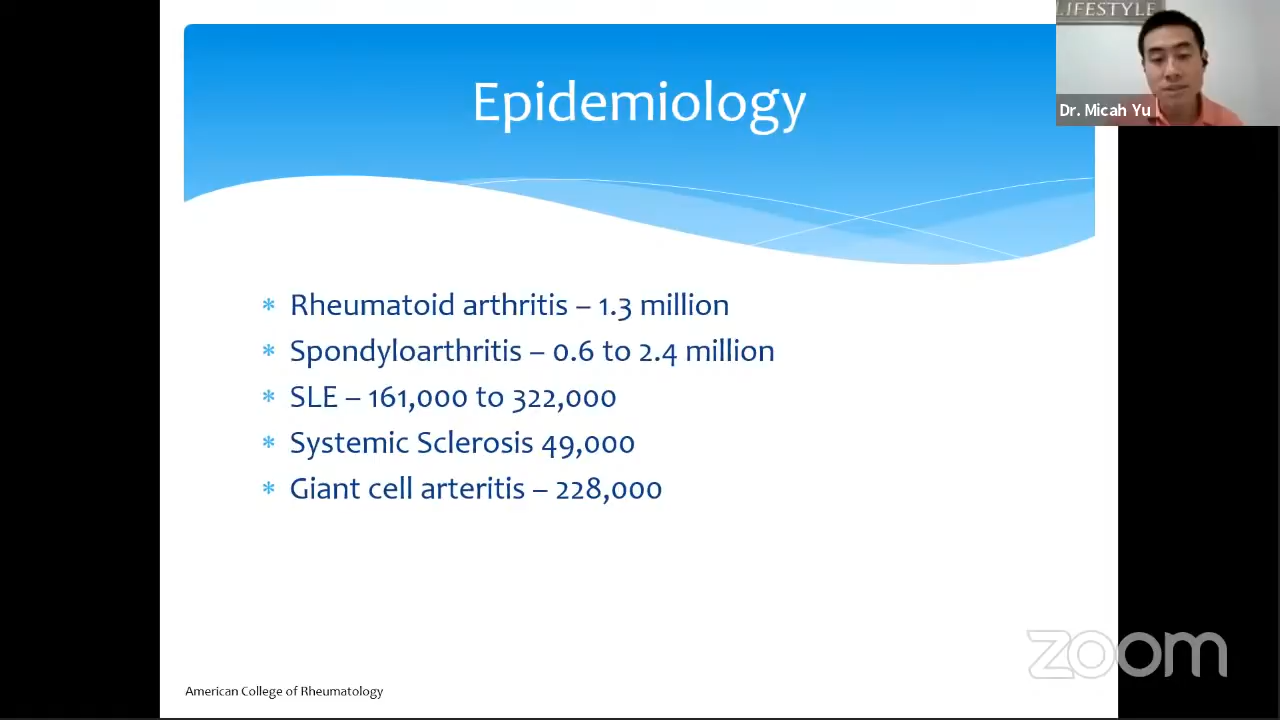 LIFESTYLE
Dr. Micah Yu
Epidemiology
* Rheumatoid arthritis – 1.3 million
* Spondyloarthritis – 0.6 to 2.4 million
* SLE – 161,000 to 322,000
* Systemic Sclerosis 49,000
* Giant cell arteritis – 228,000
zoom
American College of Rheumatology